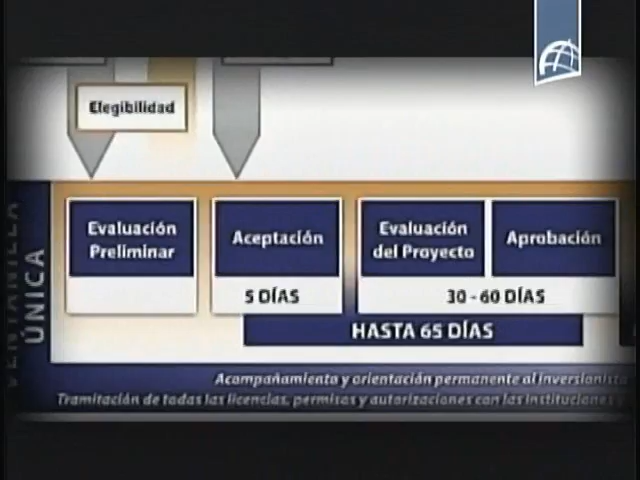 Elegibilidad
VENTANILLA
ÚNICA
Evaluación
Preliminar
Aceptación
5 DÍAS
Evaluación
del Proyecto
Aprobación
30 - 60 DÍAS
HASTA 65 DÍAS
Acompañamiento y orientación permanente al inversionista
Tramitación de todas las licencias, permisos y autorizaciones con las instituciones